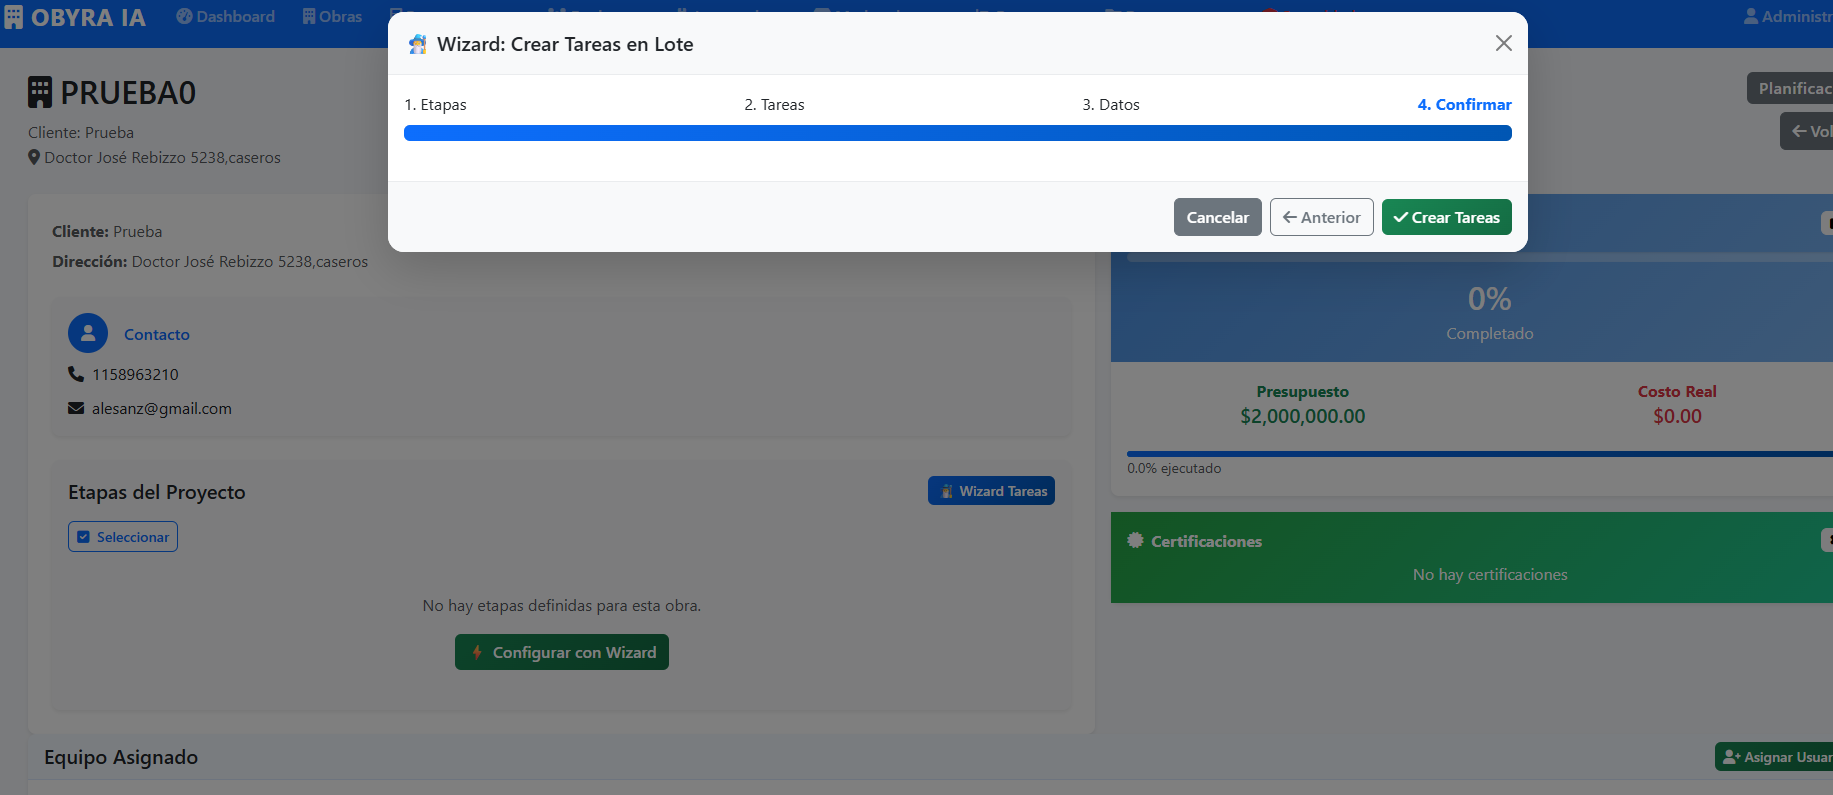 OBYRA IA
Dashboard
Obras
Administr
Wizard: Crear Tareas en Lote
1. Etapas
2. Tareas
3. Datos
4. Confirmar
Cancelar
Anterior
Crear Tareas
PRUEBA0
Cliente: Prueba
Doctor José Rebizzo 5238,caseros
Planificac
Vol
Cliente: Prueba
Dirección: Doctor José Rebizzo 5238,caseros
Contacto
1158963210
alesanz@gmail.com
Etapas del Proyecto
Wizard Tareas
Seleccionar
No hay etapas definidas para esta obra.
Configurar con Wizard
0%
Completado
Presupuesto
$2,000,000.00
Costo Real
$0.00
0.0% ejecutado
Certificaciones
No hay certificaciones
Equipo Asignado
Asignar Usuar